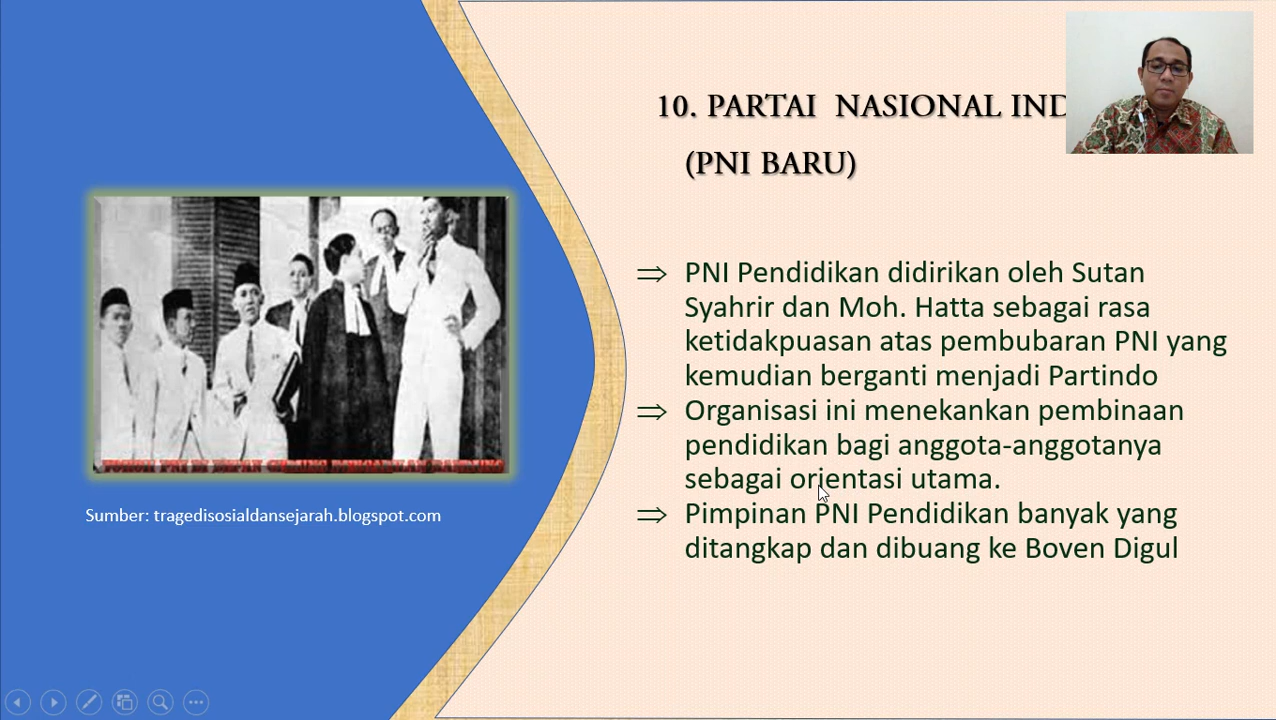 10. PARTAI NASIONAL IND
(PNI BARU)
PNI Pendidikan didirikan oleh Sutan
Syahrir dan Moh. Hatta sebagai rasa
ketidakpuasan atas pembubaran PNI yang
kemudian berganti menjadi Partindo
Organisasi ini menekankan pembinaan
pendidikan bagi anggota-anggotanya
sebagai orientasi utama.
Pimpinan PNI Pendidikan banyak yang
ditangkap dan dibuang ke Boven Digul
Sumber: tragedisosialdansejarah.blogspot.com